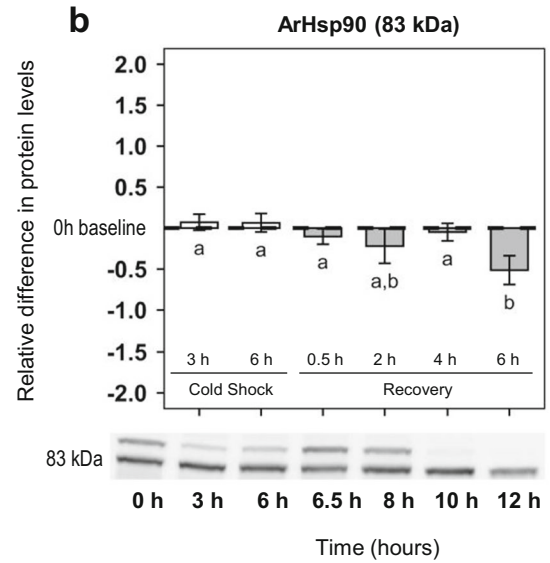 b
ArHsp90 (83 kDa)
Relative difference in protein levels
2.0
1.5
1.0
0.5
0h baseline
-0.5
-1.0
-1.5
-2.0
a a a a,b a b
3 h 6 h 0.5 h 2 h 4 h 6 h
Cold Shock Recovery
83 kDa
0 h 3 h 6 h 6.5 h 8 h 10 h 12 h
Time (hours)